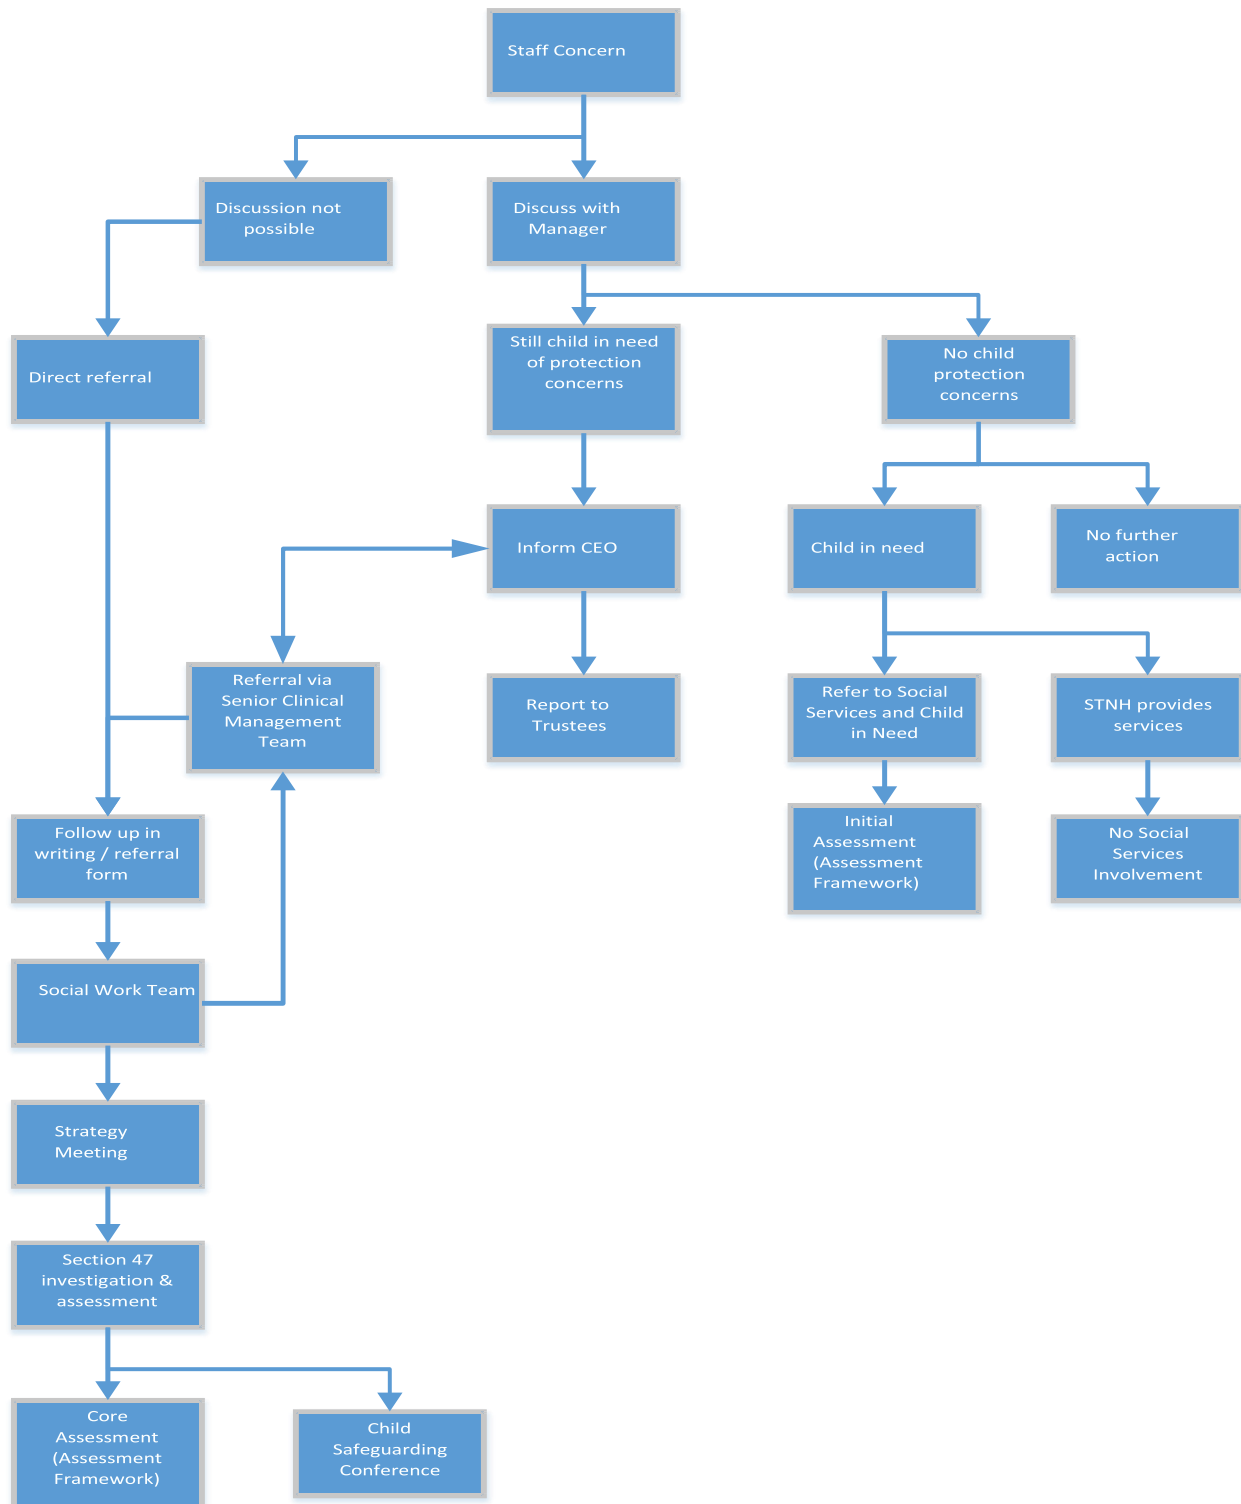 Staff Concern
Discussion not
possible
Discuss with
Manager
Direct referral
Still child in need
of protection
concerns
No child
protection
concerns
Inform CEO
Child in need
No further
action
Referral via
Senior Clinical
Management
Team
Report to
Trustees
Refer to Social
Services and Child
in Need
STNH provides
services
Follow up in
writing / referral
form
Initial
Assessment
(Assessment
Framework)
No Social
Services
Involvement
Social Work Team
Strategy
Meeting
Section 47
investigation &
assessment
Core
Assessment
(Assessment
Framework)
Child
Safeguarding
Conference